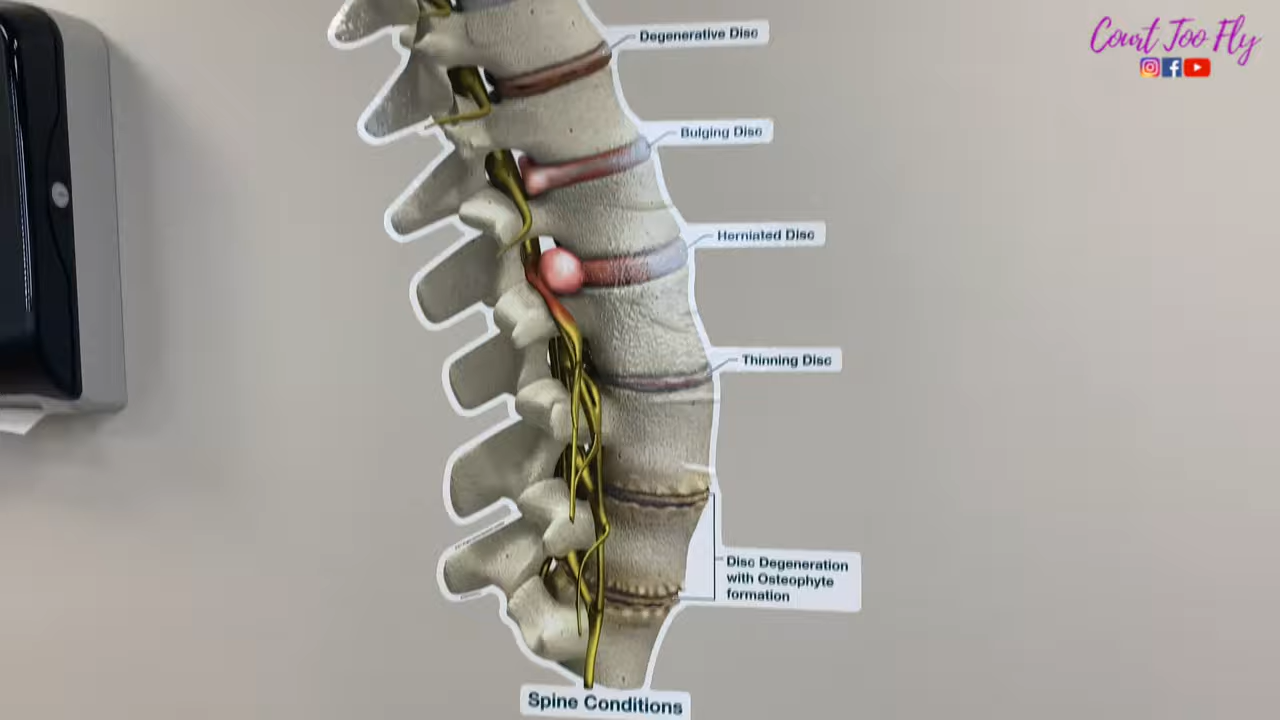 Court Too Fly
Degenerative Disc
Bulging Disc
Herniated Disc
Thinning Disc
Disc Degeneration
with Osteophyte
formation
Spine Conditions